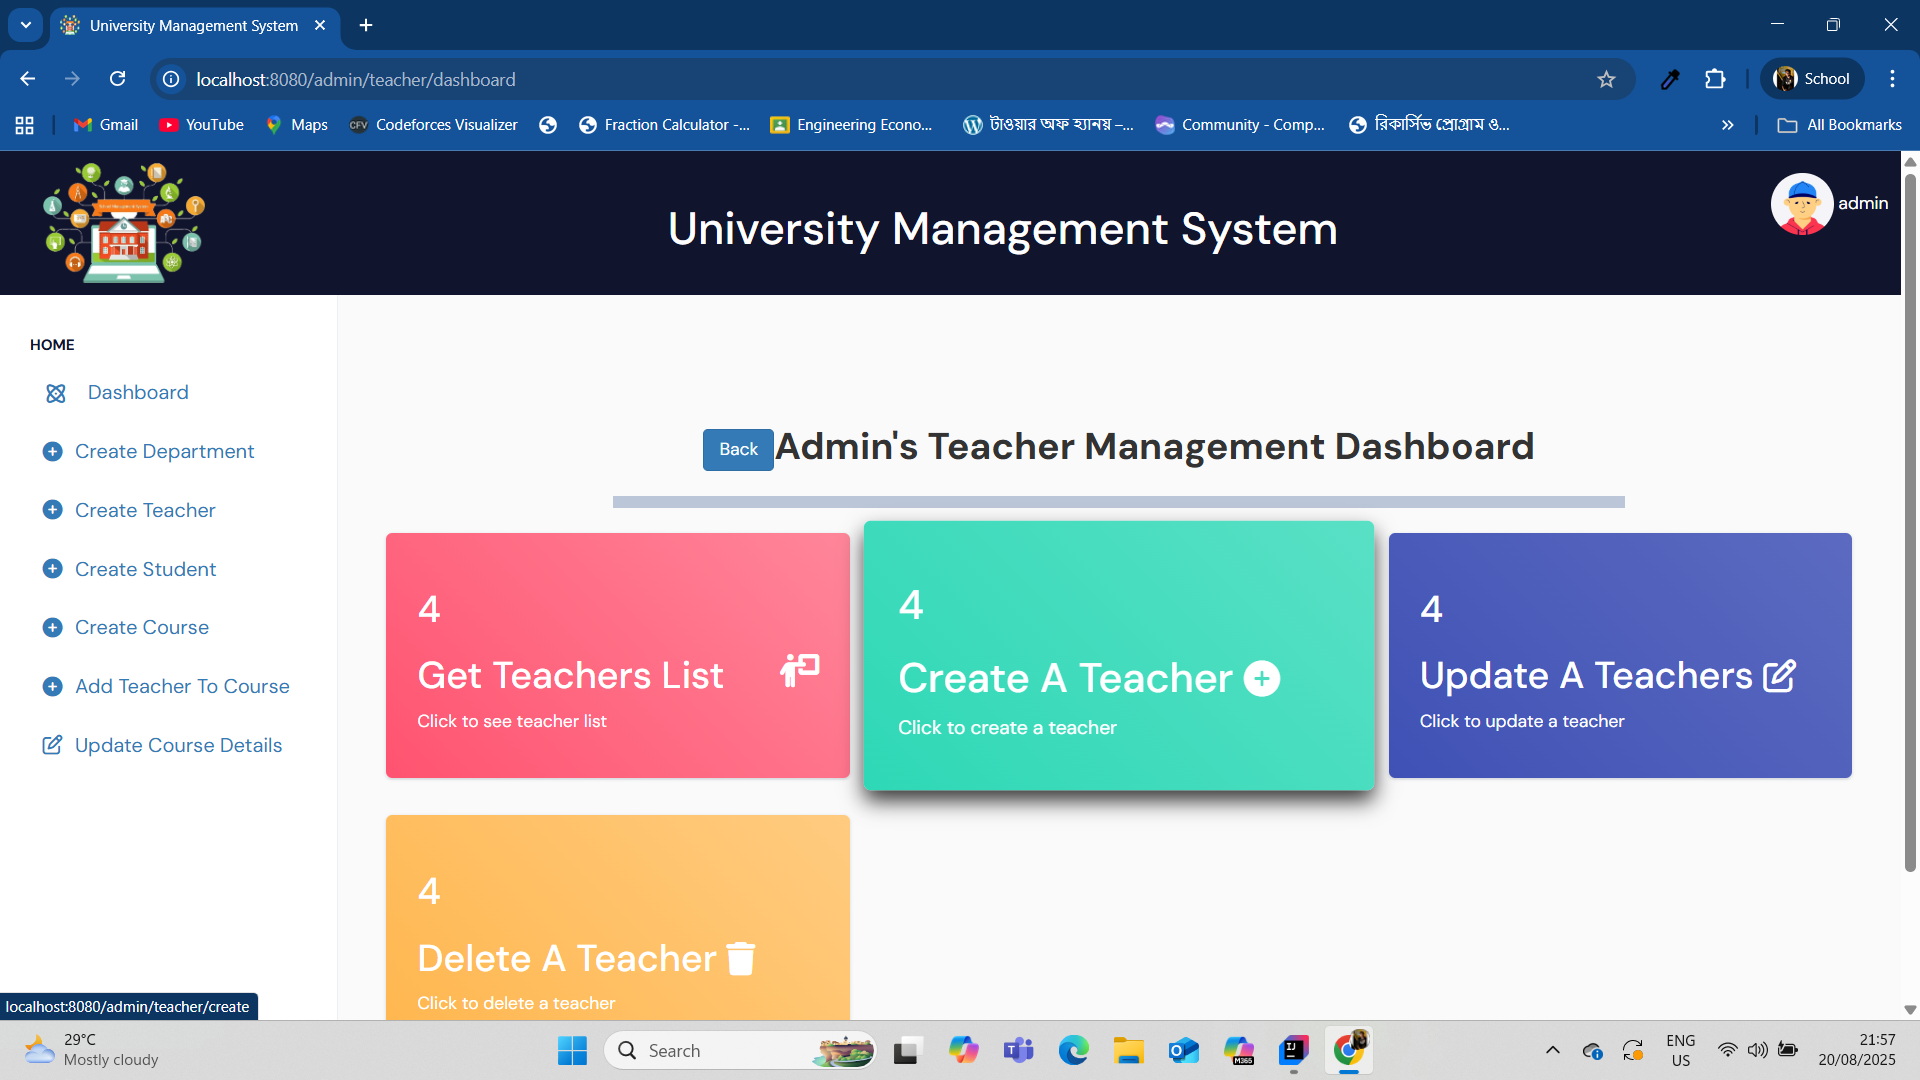 University Management System
localhost:8080/admin/teacher/dashboard
School
Gmail
YouTube
Maps
CFV
Codeforces Visualizer
Fraction Calculator -...
Engineering Econo...
টাওয়ার অফ হ্যানয় –...
Community - Comp...
রিকার্সিভ প্রোগ্রাম ও...
All Bookmarks
University Management System
admin
HOME
Dashboard
Create Department
Create Teacher
Create Student
Create Course
Add Teacher To Course
Update Course Details
Back
Admin's Teacher Management Dashboard
4
Get Teachers List
Click to see teacher list
4
Create A Teacher
Click to create a teacher
4
Update A Teachers
Click to update a teacher
4
Delete A Teacher
Click to delete a teacher
localhost:8080/admin/teacher/create
29°C
Mostly cloudy
Search
M365
IJ
ENG
US
21:57
20/08/2025